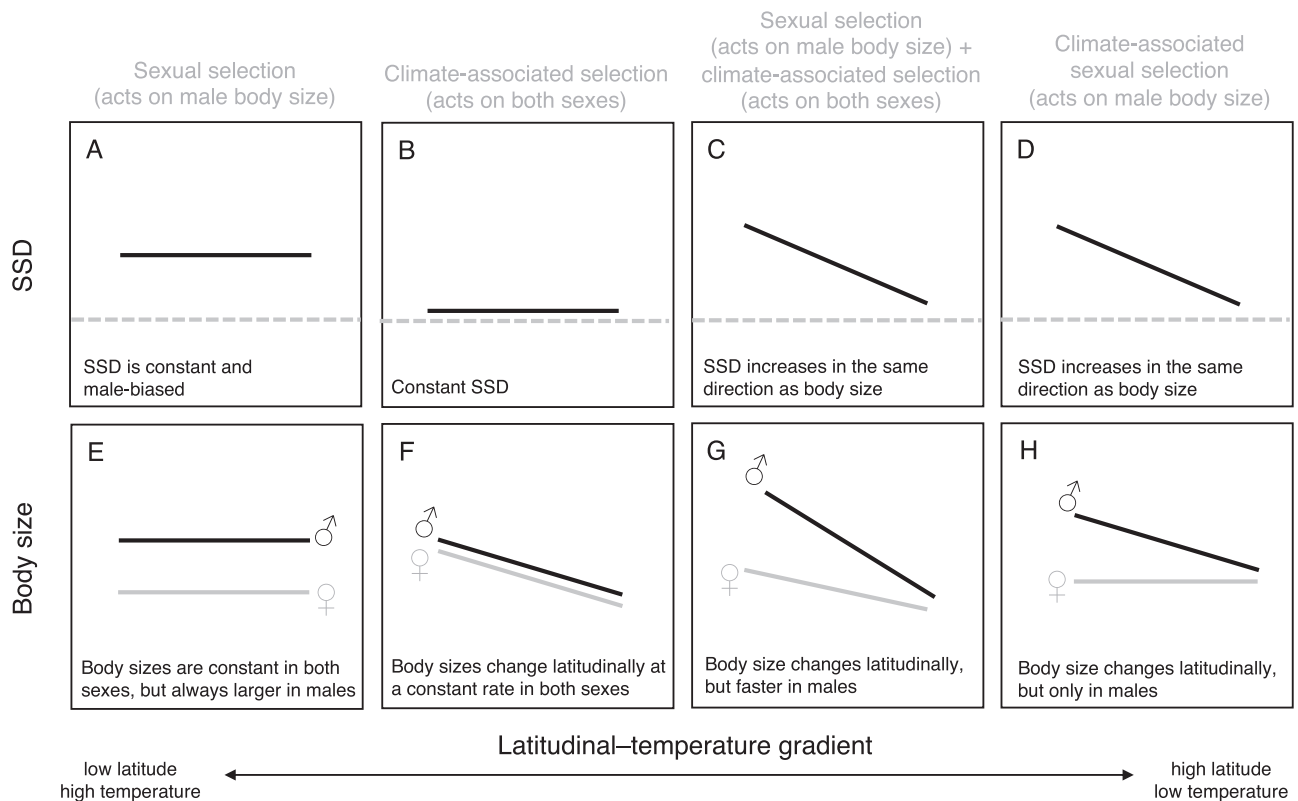 Sexual selection
(acts on male body size)
Climate-associated selection
(acts on both sexes)
Sexual selection
(acts on male body size) +
climate-associated selection
(acts on both sexes)
Climate-associated
sexual selection
(acts on male body size)
SSD
A
SSD is constant and
male-biased
B
Constant SSD
C
SSD increases in the same
direction as body size
D
SSD increases in the same
direction as body size
Body size
E
♂
♀
Body sizes are constant in both
sexes, but always larger in males
F
♂
♀
Body sizes change latitudinally at
a constant rate in both sexes
G
♂
♀
Body size changes latitudinally,
but faster in males
H
♂
♀
Body size changes latitudinally,
but only in males
Latitudinal–temperature gradient
low latitude
high temperature
high latitude
low temperature